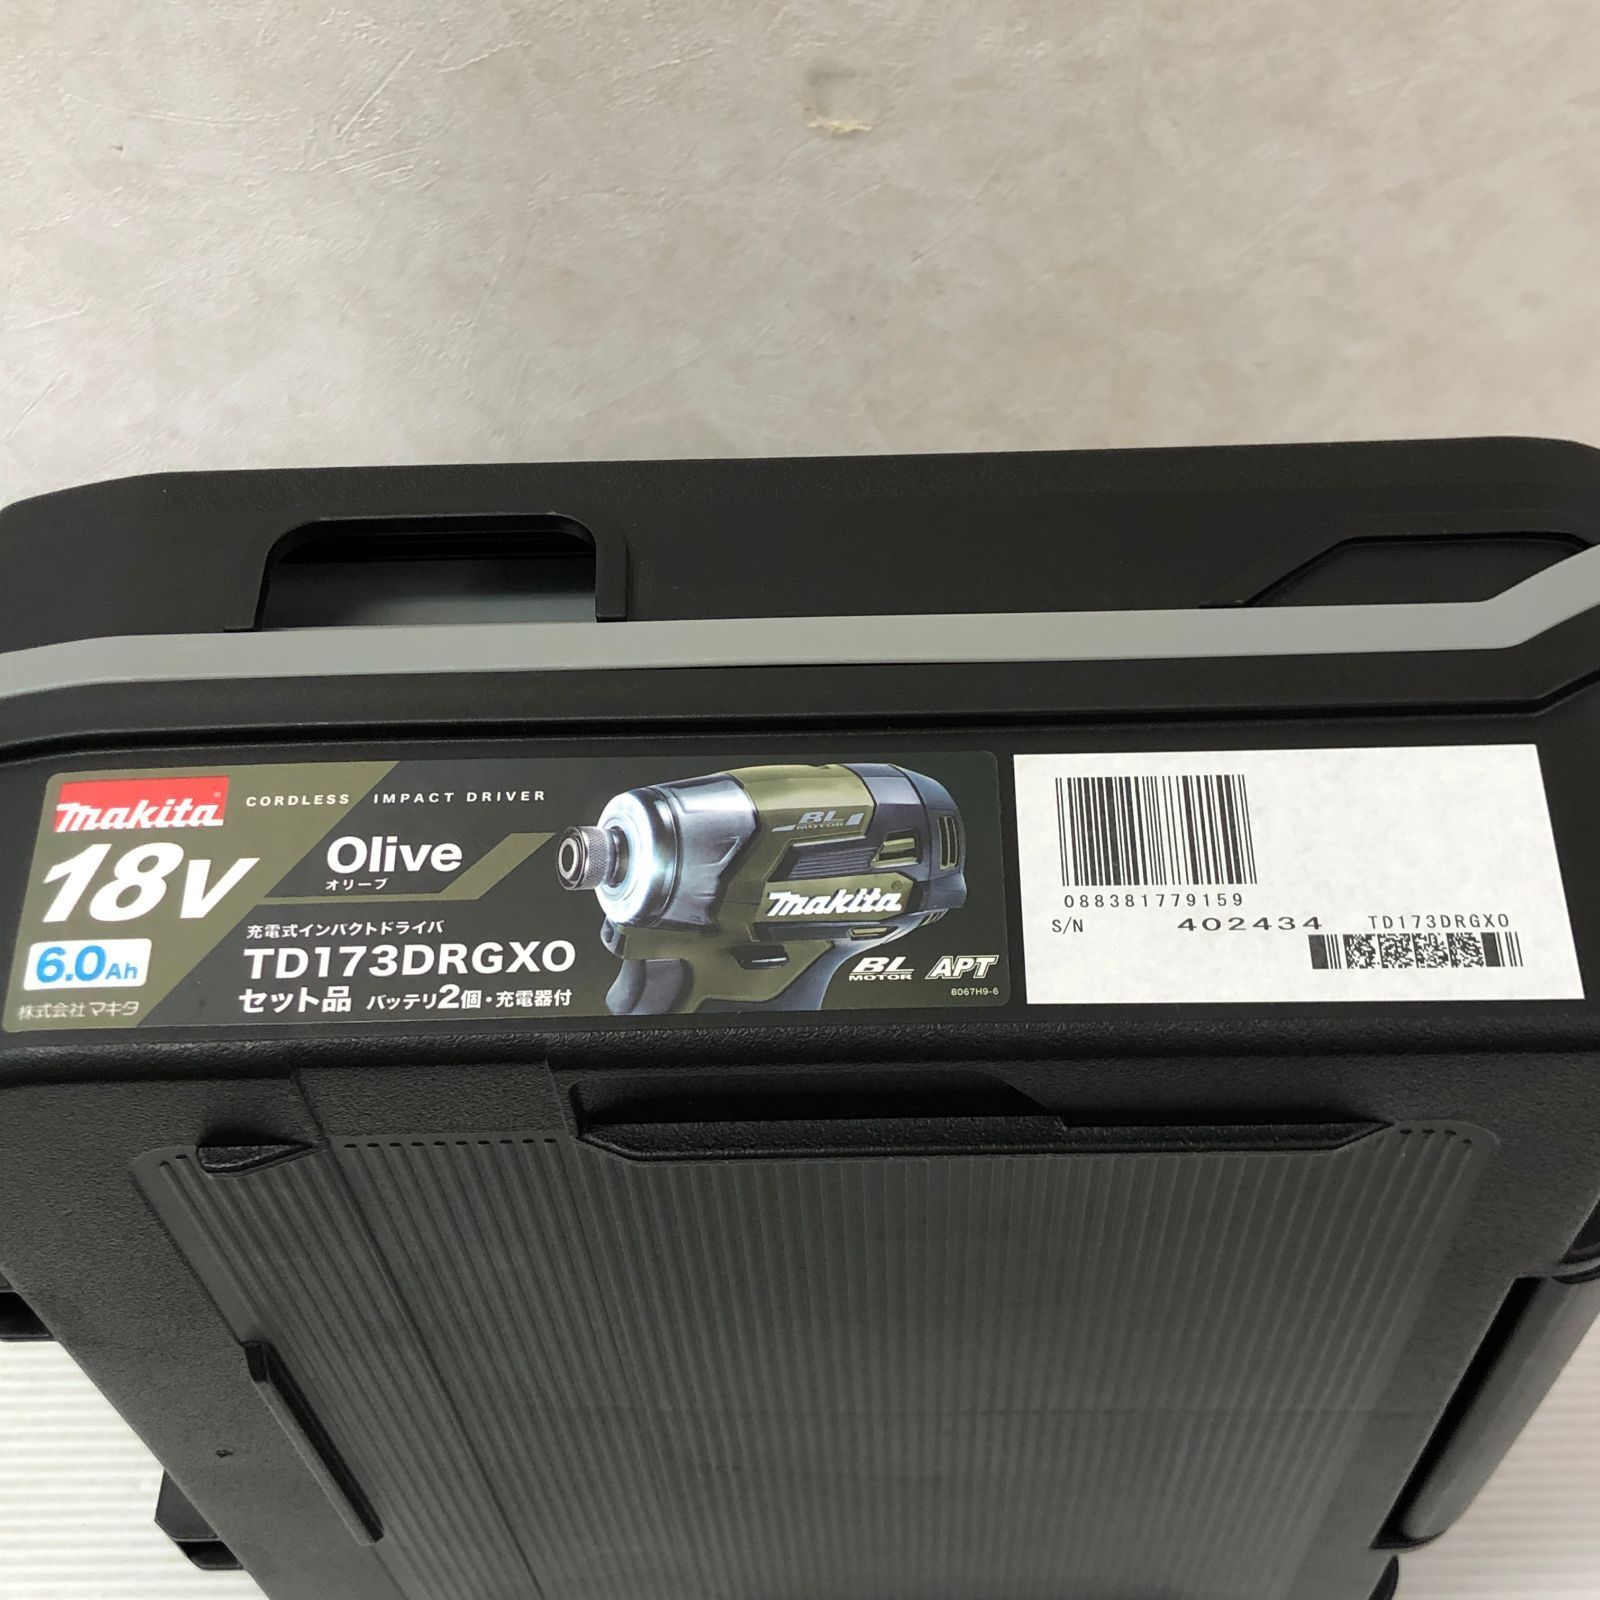 makita
CORDLESS IMPACT DRIVER
18V
Olive
オリーブ
6.0Ah
充電式インパクトドライバ
TD173DRGXO
セット品 バッテリ2個・充電器付
株式会社マキタ
BL
MOTOR
makita
BL
MOTOR
APT
8067H9-6
088381779159
S/N 402434 TD173DRGXO